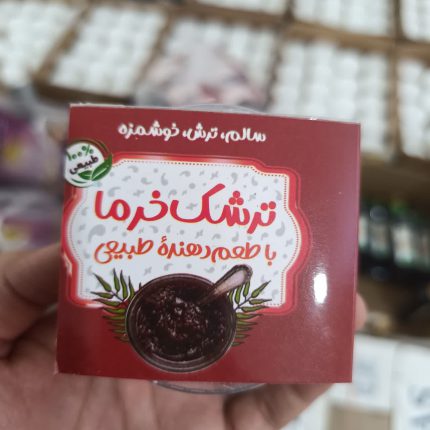 سالم، ترش، خوشمزه
100%
طبیعی
ترشک خرما
با طعم دهندهٔ طبیعی